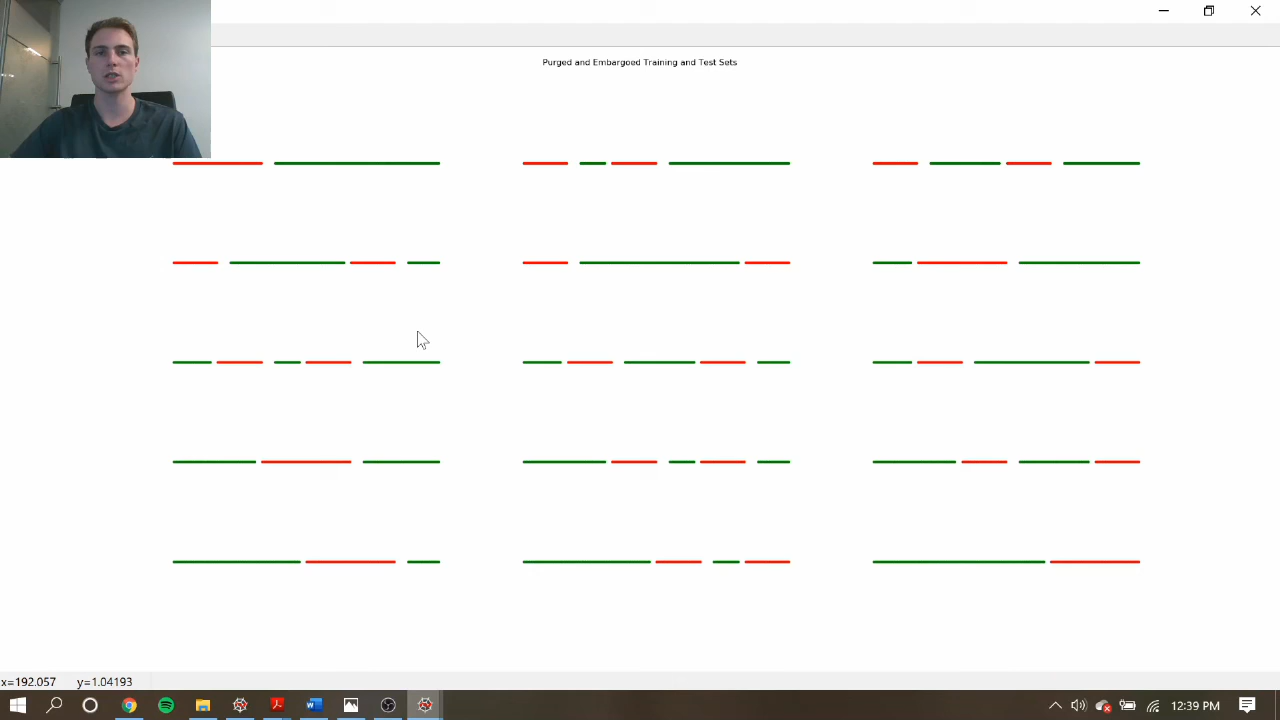 Purged and Embargoed Training and Test Sets
x=192.057 y=1.04193
12:39 PM